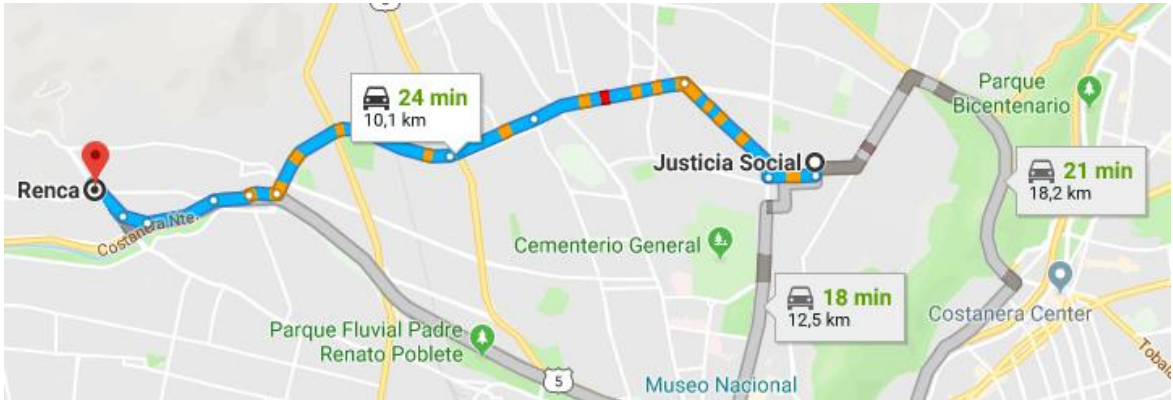 24 min
10,1 km
Parque
Bicentenario
Justicia Social
21 min
18,2 km
Renca
Costanera Nte.
Cementerio General
18 min
12,5 km
Costanera Center
Parque Fluvial Padre
Renato Poblete
5
Museo Nacional